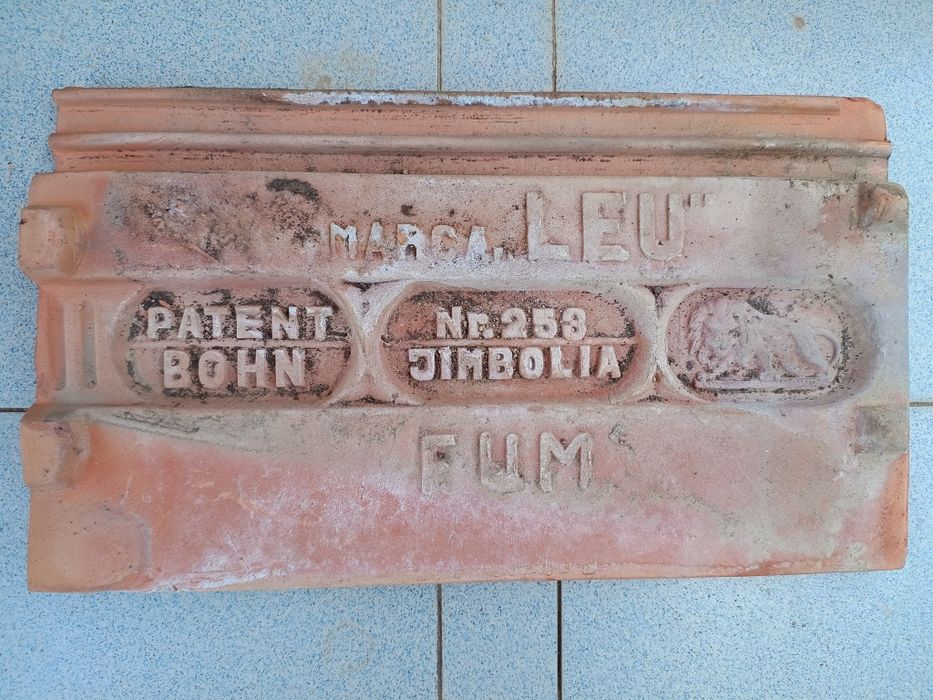 MARCA „LEU"
PATENT
BOHN
Nr. 253
JIMBOLIA
FUM